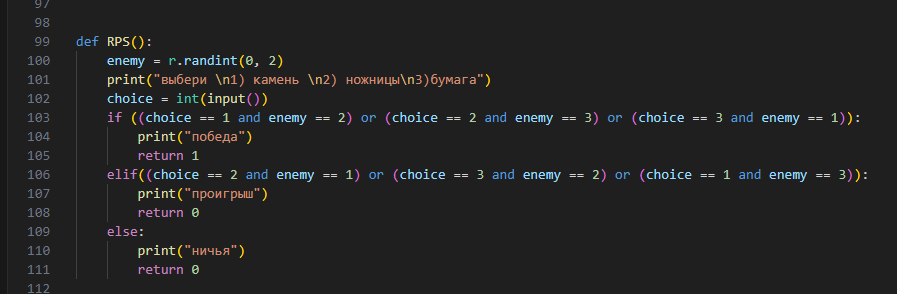 97
98
99 def RPS():
100 enemy = r.randint(0, 2)
101 print("выбери \n1) камень \n2) ножницы\n3)бумага")
102 choice = int(input())
103 if ((choice == 1 and enemy == 2) or (choice == 2 and enemy == 3) or (choice == 3 and enemy == 1)):
104 print("победа")
105 return 1
106 elif((choice == 2 and enemy == 1) or (choice == 3 and enemy == 2) or (choice == 1 and enemy == 3)):
107 print("проигрыш")
108 return 0
109 else:
110 print("ничья")
111 return 0
112